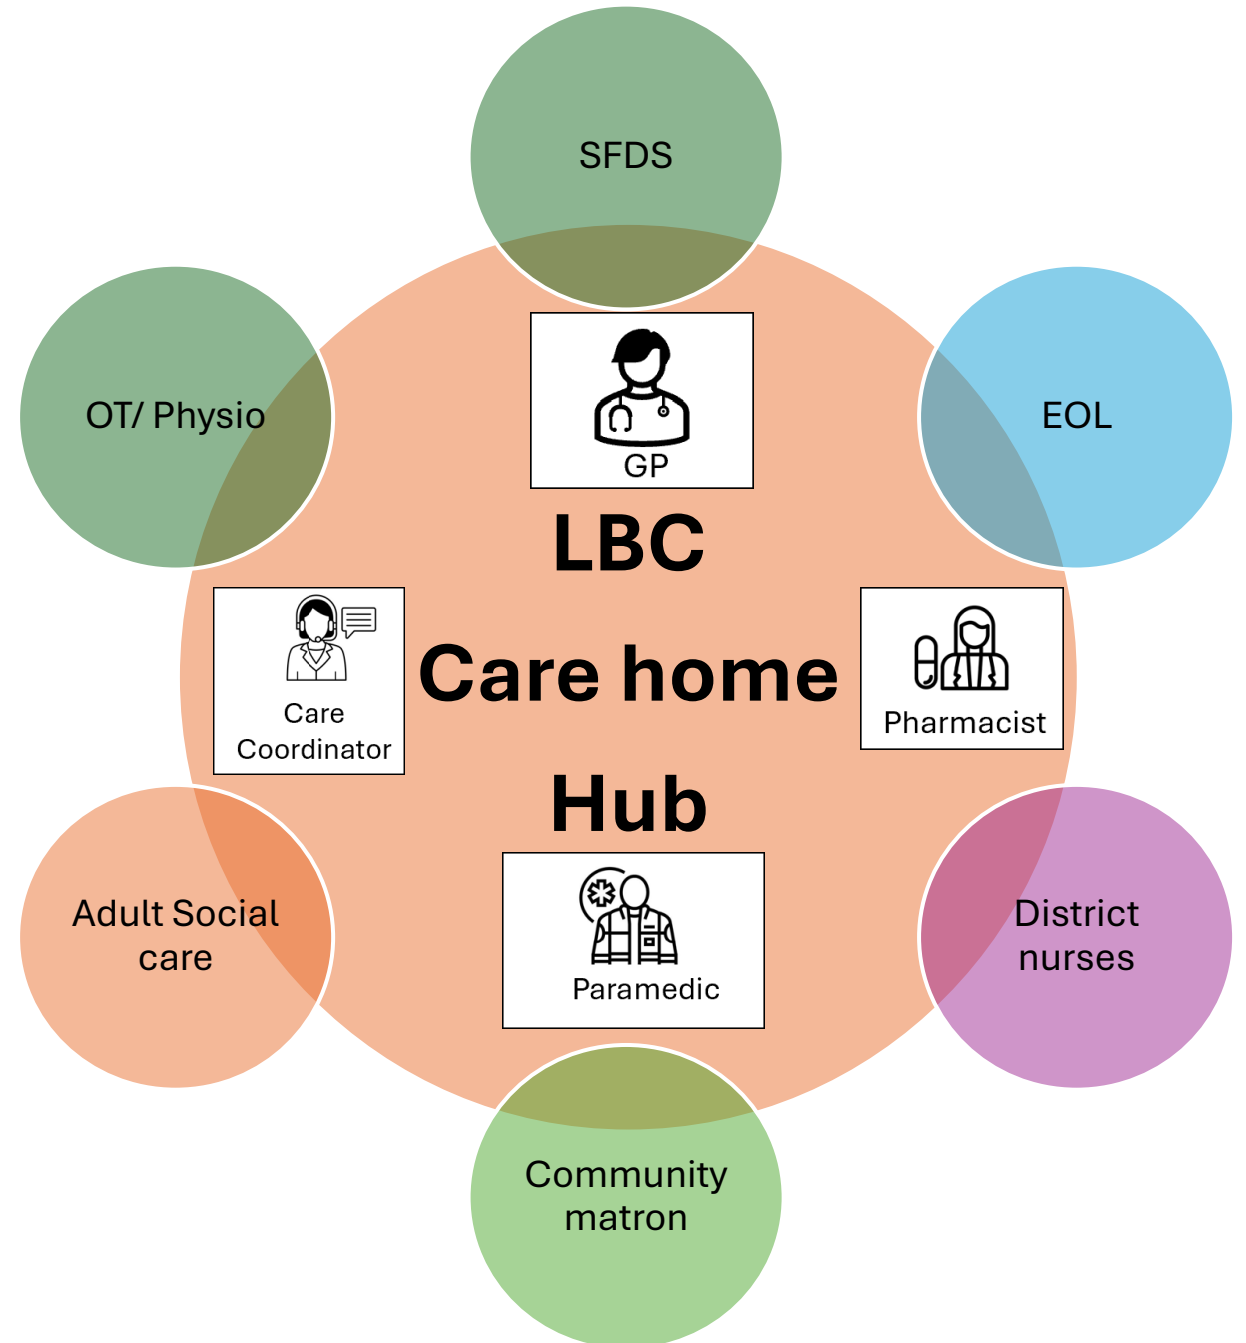 SFDS
OT/ Physio
EOL
GP
LBC
Care home
Hub
Care
Coordinator
Pharmacist
Adult Social
care
District
nurses
Paramedic
Community
matron